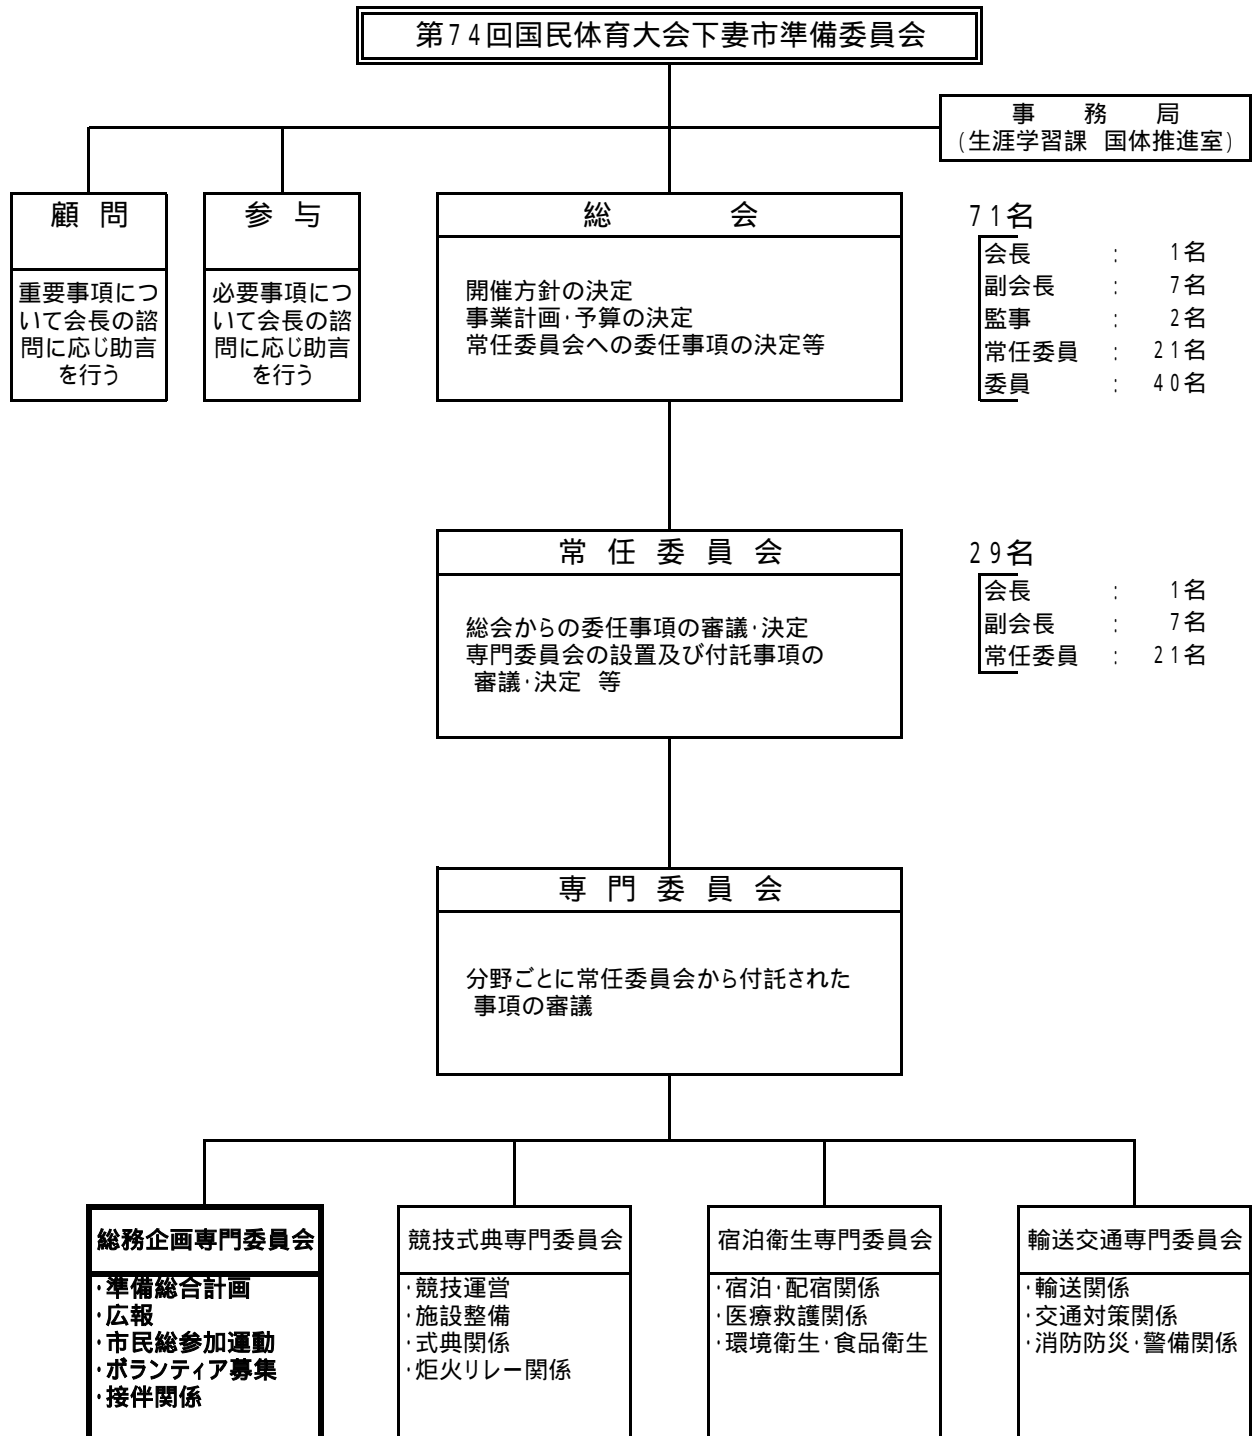 第74回国民体育大会下妻市準備委員会
事 務 局
(生涯学習課 国体推進室)
顧 問
重要事項につ
いて会長の諮
問に応じ助言
を行う
参 与
必要事項につ
いて会長の諮
問に応じ助言
を行う
総 会
開催方針の決定
事業計画・予算の決定
常任委員会への委任事項の決定等
71名
会長 : 1名
副会長 : 7名
監事 : 2名
常任委員 : 21名
委員 : 40名
常 任 委 員 会
総会からの委任事項の審議・決定
専門委員会の設置及び付託事項の
審議・決定 等
29名
会長 : 1名
副会長 : 7名
常任委員 : 21名
専 門 委 員 会
分野ごとに常任委員会から付託された
事項の審議
総務企画専門委員会
・準備総合計画
・広報
・市民総参加運動
・ボランティア募集
・接伴関係
競技式典専門委員会
・競技運営
・施設整備
・式典関係
・炬火リレー関係
宿泊衛生専門委員会
・宿泊・配宿関係
・医療救護関係
・環境衛生・食品衛生
輸送交通専門委員会
・輸送関係
・交通対策関係
・消防防災・警備関係